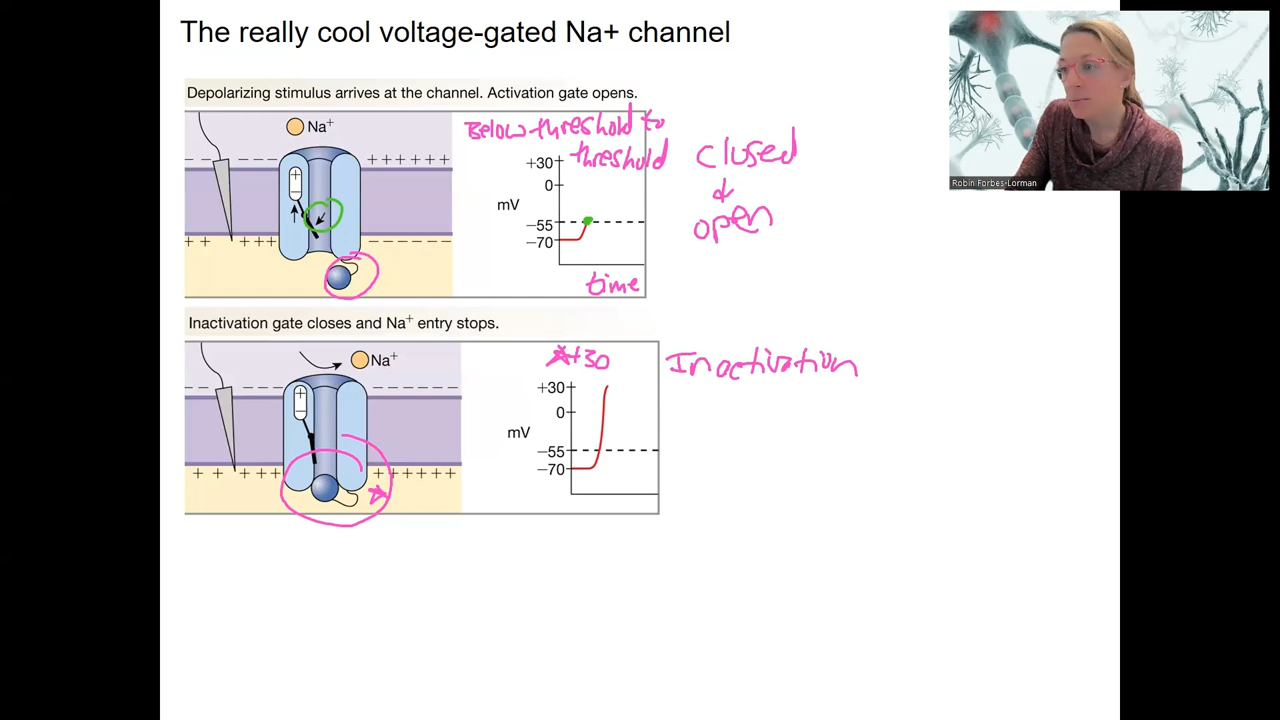 The really cool voltage-gated Na+ channel
Depolarizing stimulus arrives at the channel. Activation gate opens.
Na+
Below threshold to
threshold
closed
&
open
+30
0
mV
−55
−70
time
Robin Forbes-Lorman
Inactivation gate closes and Na+ entry stops.
Na+
+30
Inactivation
+30
0
mV
−55
−70